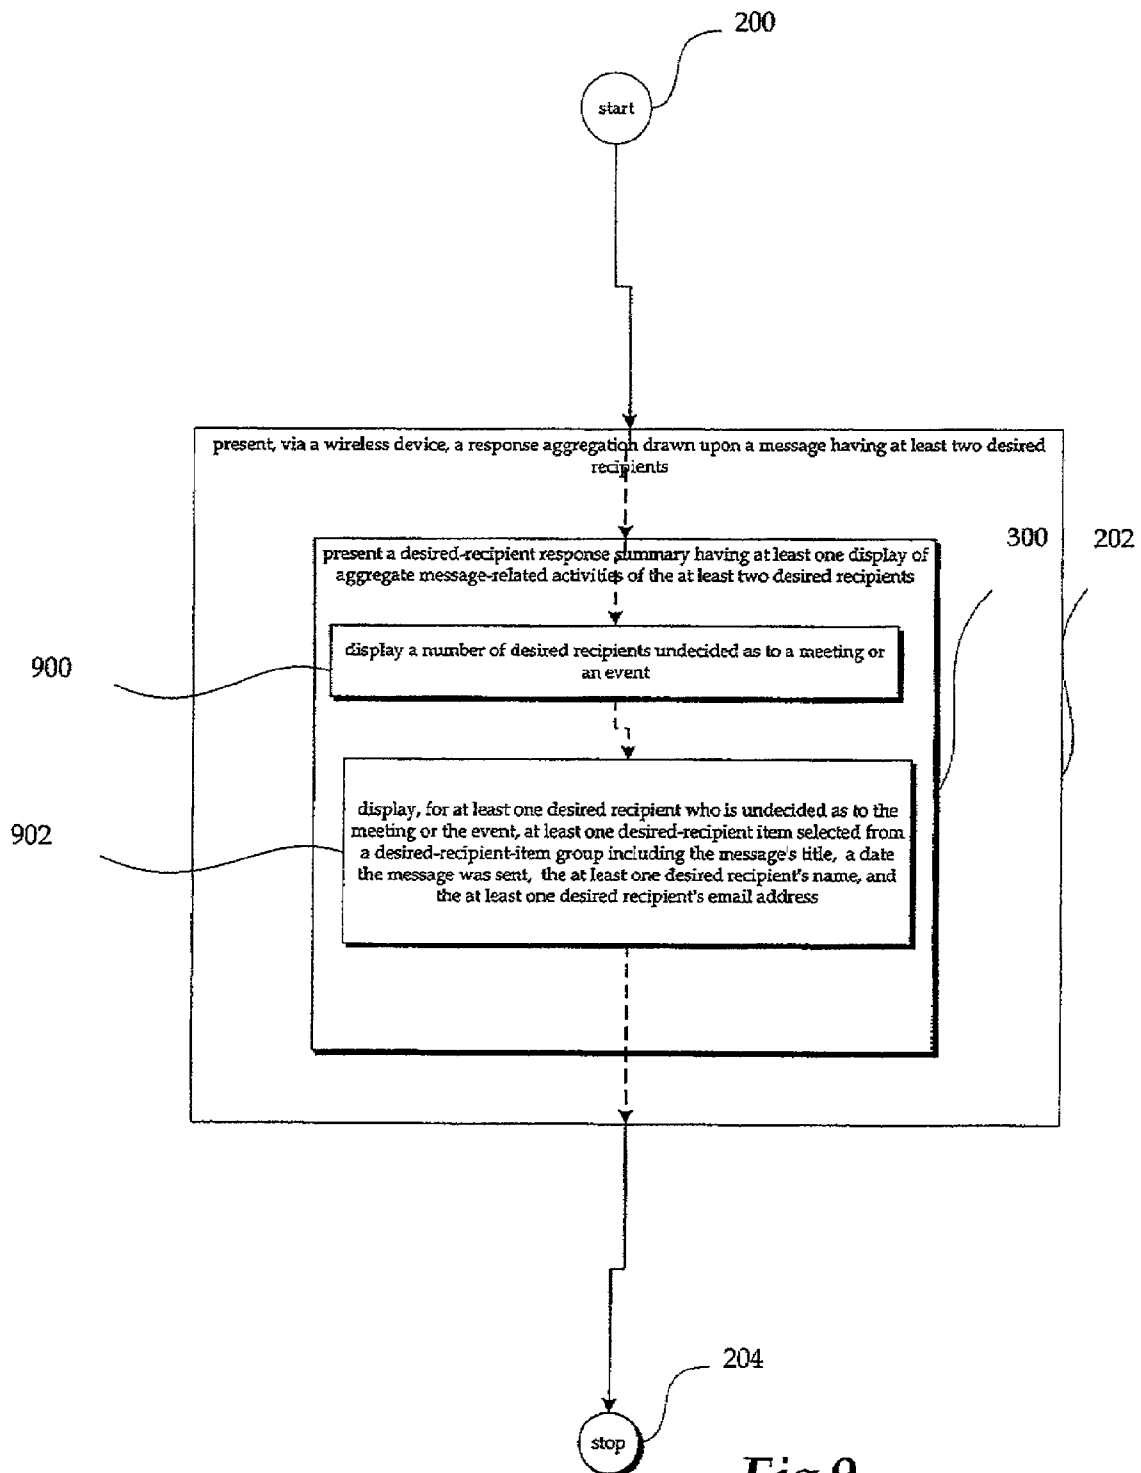 200
start
present, via a wireless device, a response aggregation drawn upon a message having at least two desired
recipients
300
202
present a desired-recipient response summary having at least one display of
aggregate message-related activities of the at least two desired recipients
900
display a number of desired recipients undecided as to a meeting or
an event
902
display, for at least one desired recipient who is undecided as to the
meeting or the event, at least one desired-recipient item selected from
a desired-recipient-item group including the message's title, a date
the message was sent, the at least one desired recipient's name, and
the at least one desired recipient's email address
204
stop
Fig 9